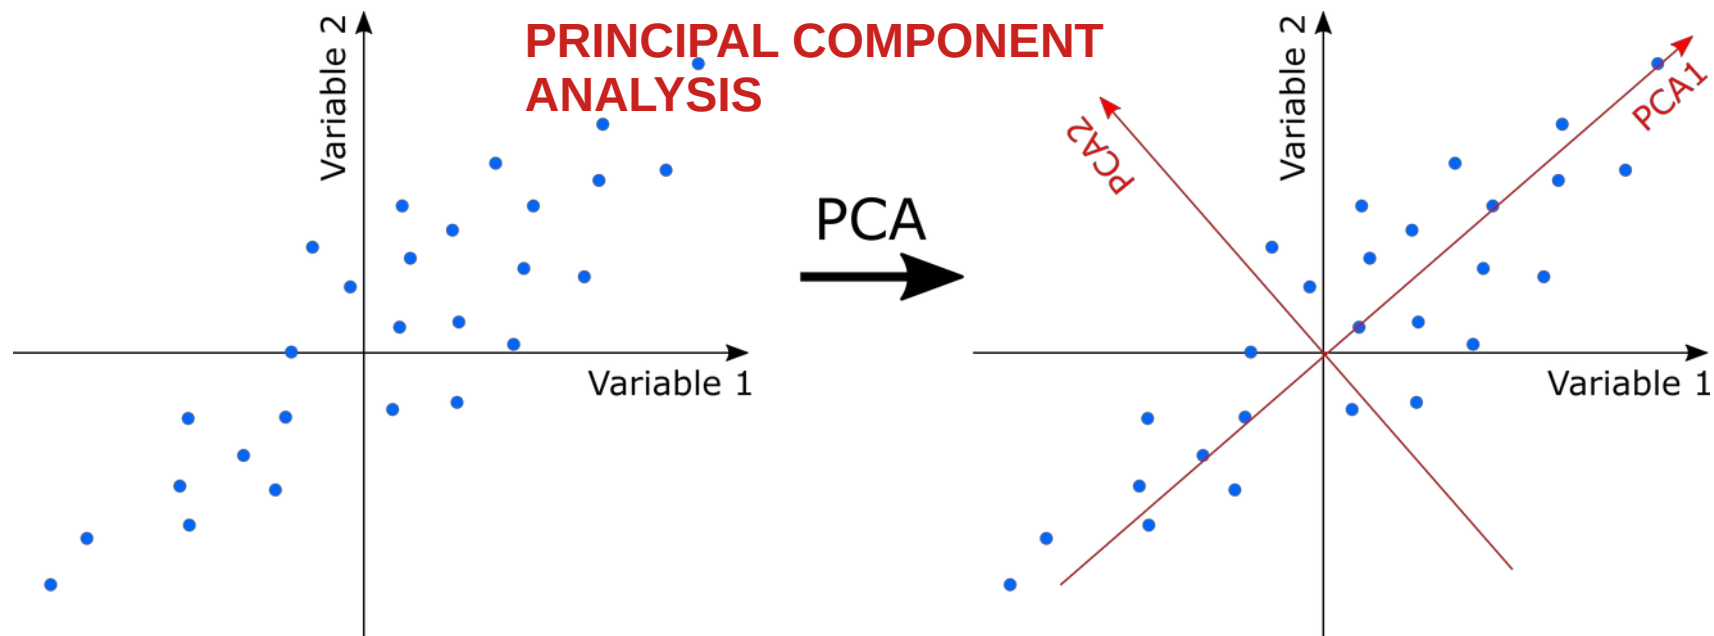 PRINCIPAL COMPONENT
ANALYSIS
Variable 2
Variable 1
PCA
Variable 2
Variable 1
PCA1
PCA2